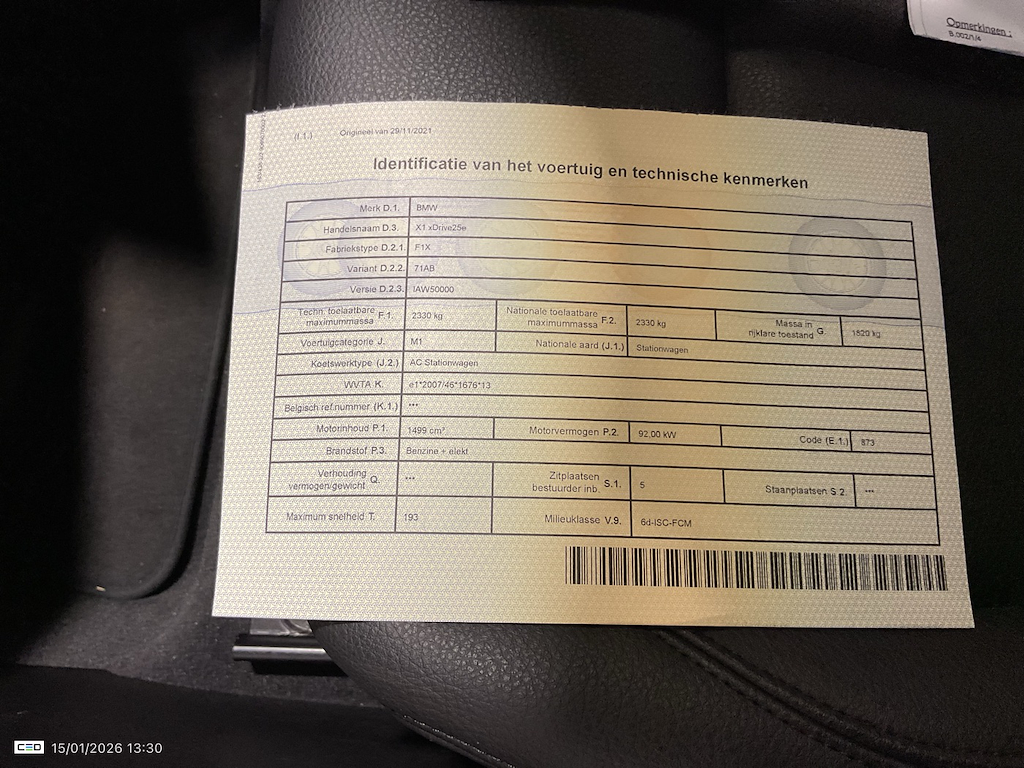 Opmerkingen :
B.002/1/4
(I.1.) Origineel van 29/11/2021
Identificatie van het voertuig en technische kenmerken
Merk D.1. BMW
Handelsnaam D.3. X1 xDrive25e
Fabriekstype D.2.1. F1X
Variant D.2.2. 71AB
Versie D.2.3. IAW50000
Techn. toelaatbare maximummassa F.1. 2330 kg Nationale toelaatbare maximummassa F.2. 2330 kg Massa in rijklare toestand G. 1820 kg
Voertuigcategorie J. M1 Nationale aard (J.1.) Stationwagen
Koetswerktype (J.2.) AC Stationwagen
WVTA K. e1*2007/46*1676*13
Belgisch ref.nummer (K.1.) ***
Motorinhoud P.1. 1499 cm³ Motorvermogen P.2. 92,00 kW Code (E.1.) 873
Brandstof P.3. Benzine + elekt
Verhouding vermogen/gewicht Q. *** Zitplaatsen bestuurder inb. S.1. 5 Staanplaatsen S.2. ***
Maximum snelheid T. 193 Milieuklasse V.9. 6d-ISC-FCM
CEO 15/01/2026 13:30